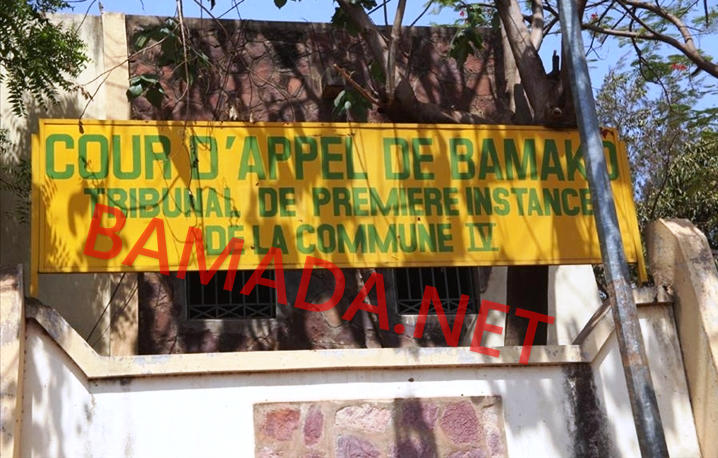 COUR D'APPEL DE BAMAKO
TRIBUNAL DE PREMIERE INSTANCE
DE LA COMMUNE IV
BAMADA.NET